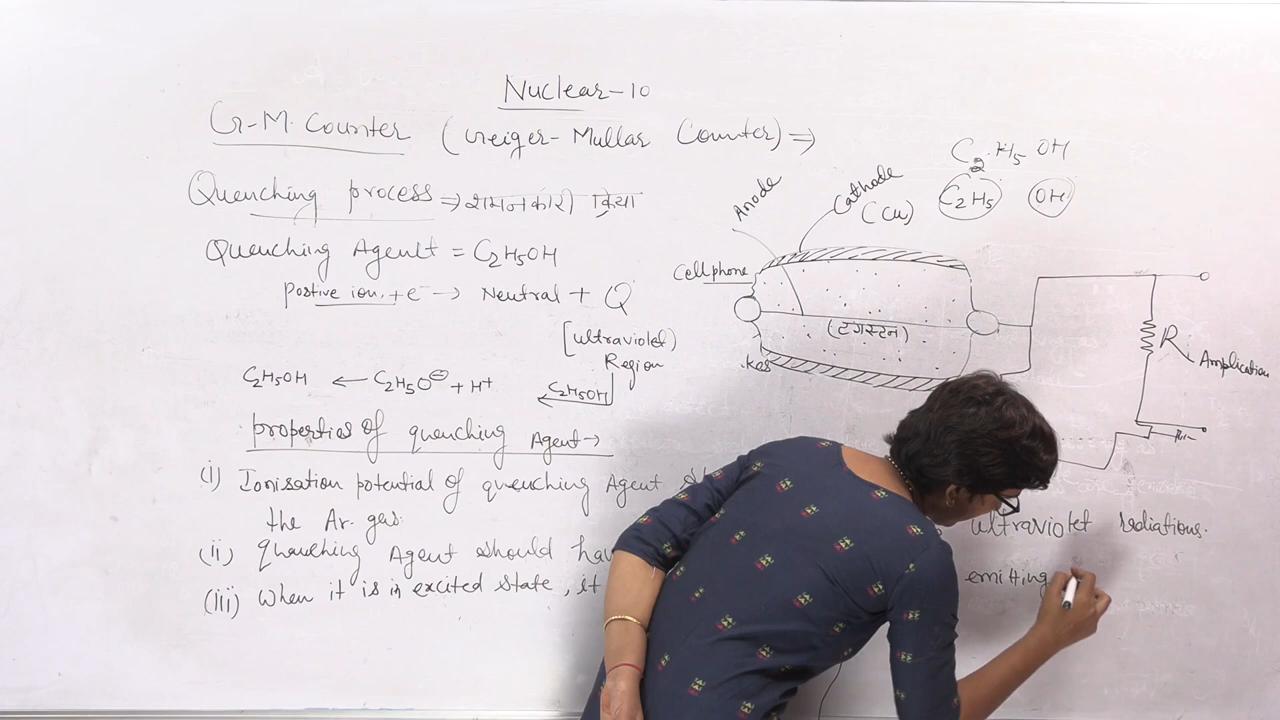 Nuclear-10
G-M. Counter (Geiger-Mullar Counter) ⇒
Quenching process ⇒ शमनकारी क्रिया
Quenching Agent = C2H5OH
Postive ion + e⁻ → Neutral + Q
[ultraviolet)
Region
C2H5OH
C2H5OH ← C2H5O⊖ + H⁺
properties of quenching Agent →
(i) Ionisation potential of quenching Agent
the Ar. gas.
(ii) quenching Agent should hav
ultraviolet radiations.
(iii) When it is in excited state, it
emitting
C2H5 OH
C2H5 OH
Anode
Cathode
(Cu)
Cellphone
(टंगस्टन)
R
Amplication